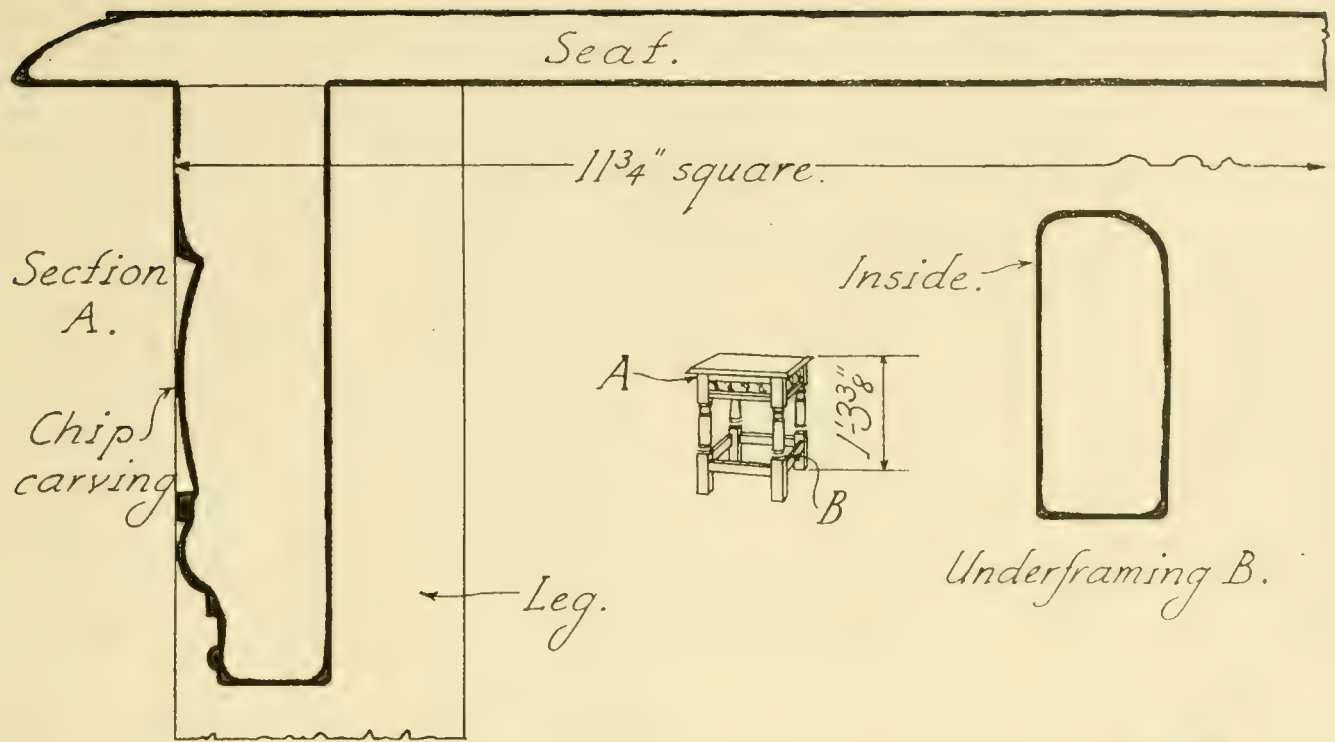 Seat.
11¾" square.
Section
A.
Inside.
A
1'-3⅜"
Chip
carving
B
Underframing B.
Leg.